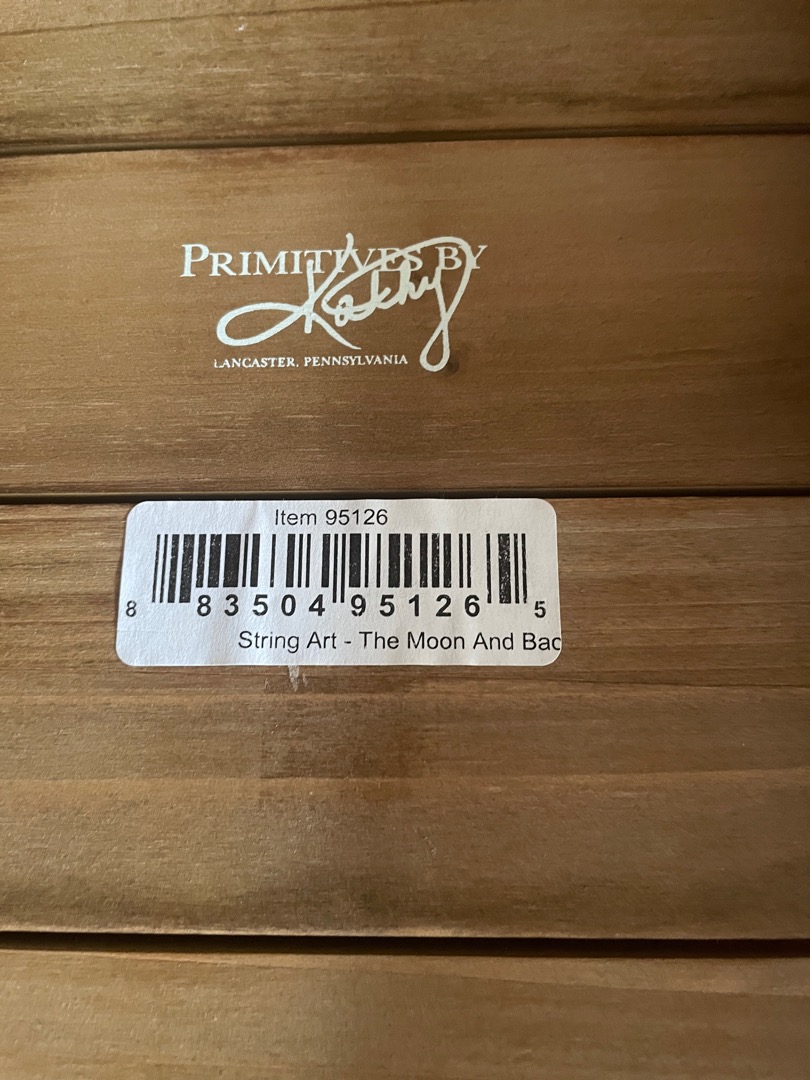 PRIMITIVES BY
Kathy
LANCASTER, PENNSYLVANIA
Item 95126
8 83504 95126 5
String Art - The Moon And Bac